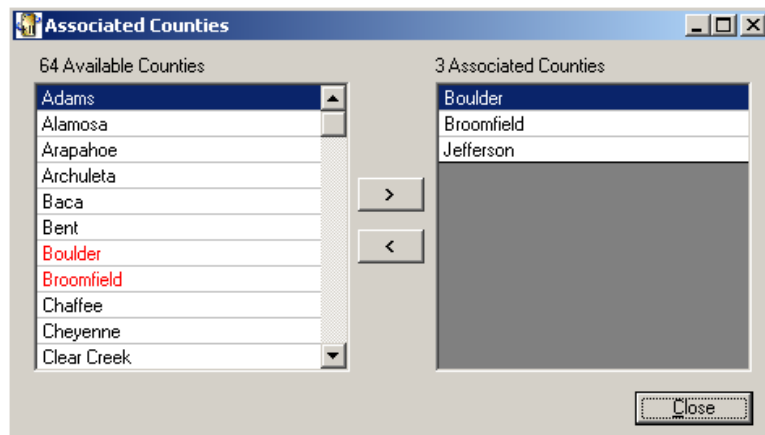 Associated Counties
64 Available Counties
Adams
Alamosa
Arapahoe
Archuleta
Baca
Bent
Boulder
Broomfield
Chaffee
Cheyenne
Clear Creek
>
<
3 Associated Counties
Boulder
Broomfield
Jefferson
Close